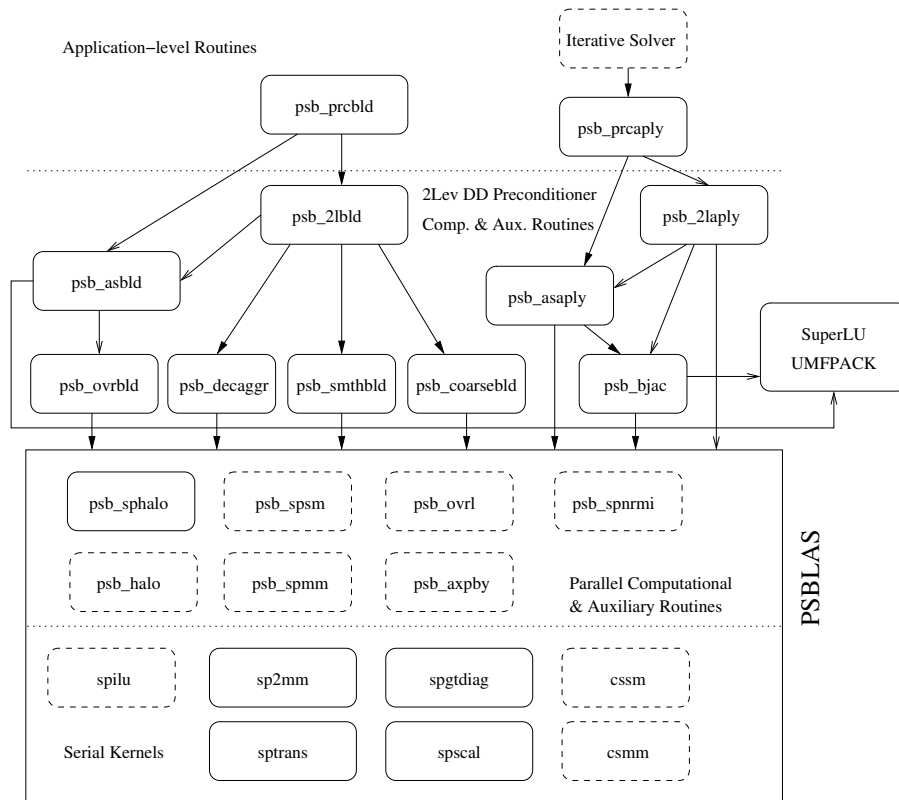 Application−level Routines
Iterative Solver
psb_prcbld
psb_prcaply
2Lev DD Preconditioner
Comp. & Aux. Routines
psb_2lbld
psb_2laply
psb_asbld
psb_asaply
SuperLU
UMFPACK
psb_ovrbld
psb_decaggr
psb_smthbld
psb_coarsebld
psb_bjac
psb_sphalo
psb_spsm
psb_ovrl
psb_spnrmi
psb_halo
psb_spmm
psb_axpby
Parallel Computational
& Auxiliary Routines
PSBLAS
spilu
sp2mm
spgtdiag
cssm
Serial Kernels
sptrans
spscal
csmm